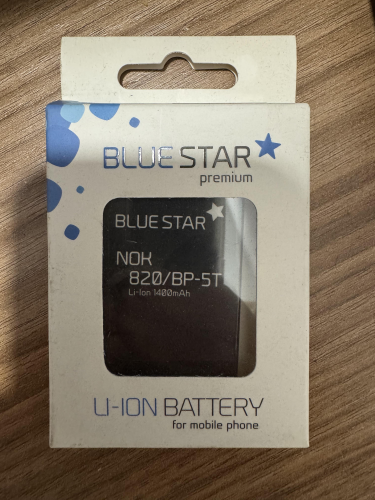 BLUE STAR
premium
BLUE STAR
NOK
820/BP-5T
Li-Ion 1400mAh
LI-ION BATTERY
for mobile phone